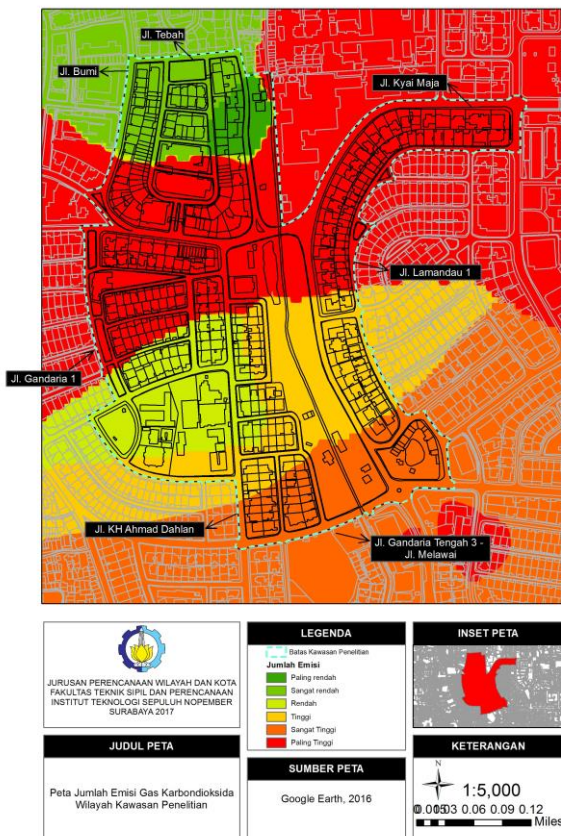 Jl. Tebah
Jl. Bumi
Jl. Kyai Maja
Jl. Lamandau 1
Jl. Gandaria 1
Jl. KH Ahmad Dahlan
Jl. Gandaria Tengah 3 -
Jl. Melawai
JURUSAN PERENCANAAN WILAYAH DAN KOTA
FAKULTAS TEKNIK SIPIL DAN PERENCANAAN
INSTITUT TEKNOLOGI SEPULUH NOPEMBER
SURABAYA 2017
JUDUL PETA
Peta Jumlah Emisi Gas Karbondioksida
Wilayah Kawasan Penelitian
LEGENDA
Batas Kawasan Penelitian
Jumlah Emisi
Paling rendah
Sangat rendah
Rendah
Tinggi
Sangat Tinggi
Paling Tinggi
SUMBER PETA
Google Earth, 2016
INSET PETA
KETERANGAN
N
1:5,000
0.06 0.09 0.12
Miles